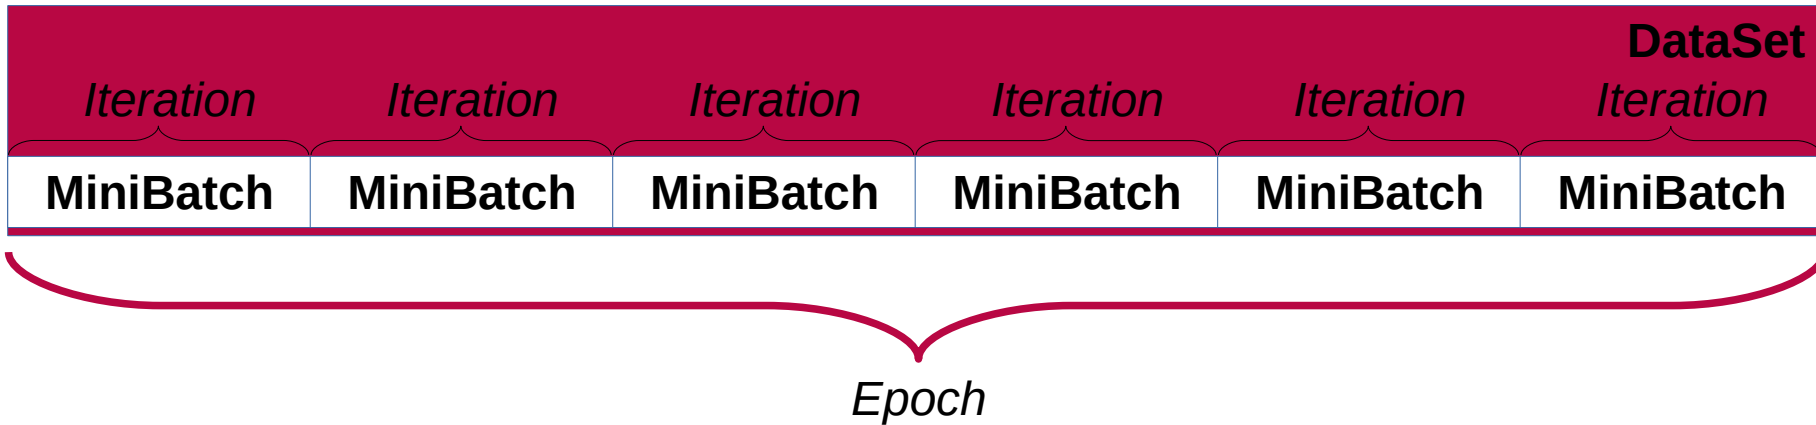 DataSet
Iteration Iteration Iteration Iteration Iteration Iteration
MiniBatch MiniBatch MiniBatch MiniBatch MiniBatch MiniBatch
Epoch